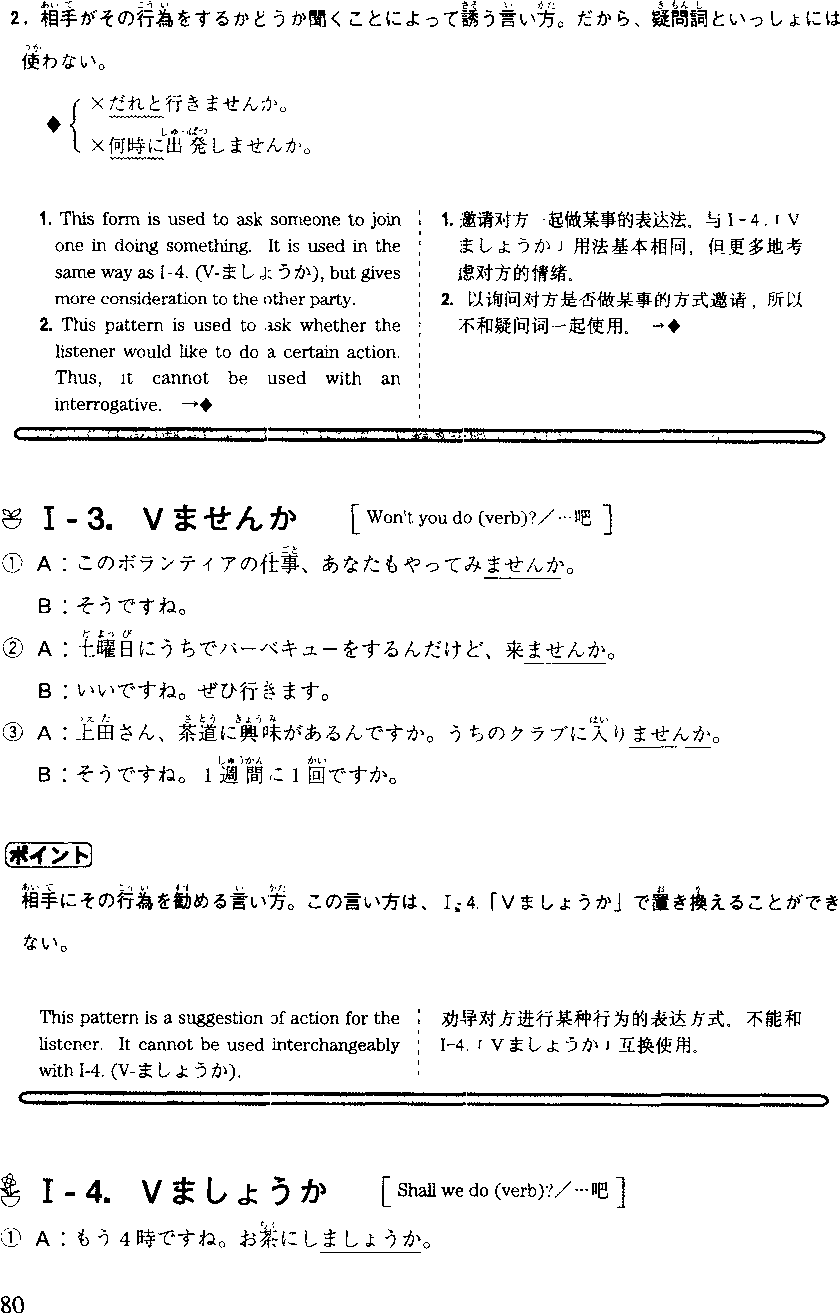 2．相手がその行為をするかどうか聞くことによって誘う言い方。だから、疑問詞といっしょには
使わない。
◆ ×だれと行きませんか。
×何時に出発しませんか。
1. This form is used to ask someone to join
one in doing something. It is used in the
same way as I-4. (V-ましょうか), but gives
more consideration to the other party.
2. This pattern is used to ask whether the
listener would like to do a certain action.
Thus, it cannot be used with an
interrogative. →◆
1. 邀请对方一起做某事的表达法。与I-4.「V
ましょうか」用法基本相同，但更多地考
虑对方的情绪。
2. 以询问对方是否做某事的方式邀请，所以
不和疑问词一起使用。 →◆
I-3. Vませんか [Won't you do (verb)?／…吧]
① A：このボランティアの仕事、あなたもやってみませんか。
B：そうですね。
② A：土曜日にうちでバーベキューをするんだけど、来ませんか。
B：いいですね。ぜひ行きます。
③ A：上田さん、茶道に興味があるんですか。うちのクラブに入りませんか。
B：そうですね。1週間に1回ですか。
ポイント
相手にその行為を勧める言い方。この言い方は、I-4.「Vましょうか」で置き換えることができ
ない。
This pattern is a suggestion of action for the
listener. It cannot be used interchangeably
with I-4. (V-ましょうか).
劝导对方进行某种行为的表达方式。不能和
I-4.「Vましょうか」互换使用。
I-4. Vましょうか [Shall we do (verb)?／…吧]
① A：もう4時ですね。お茶にしましょうか。
80